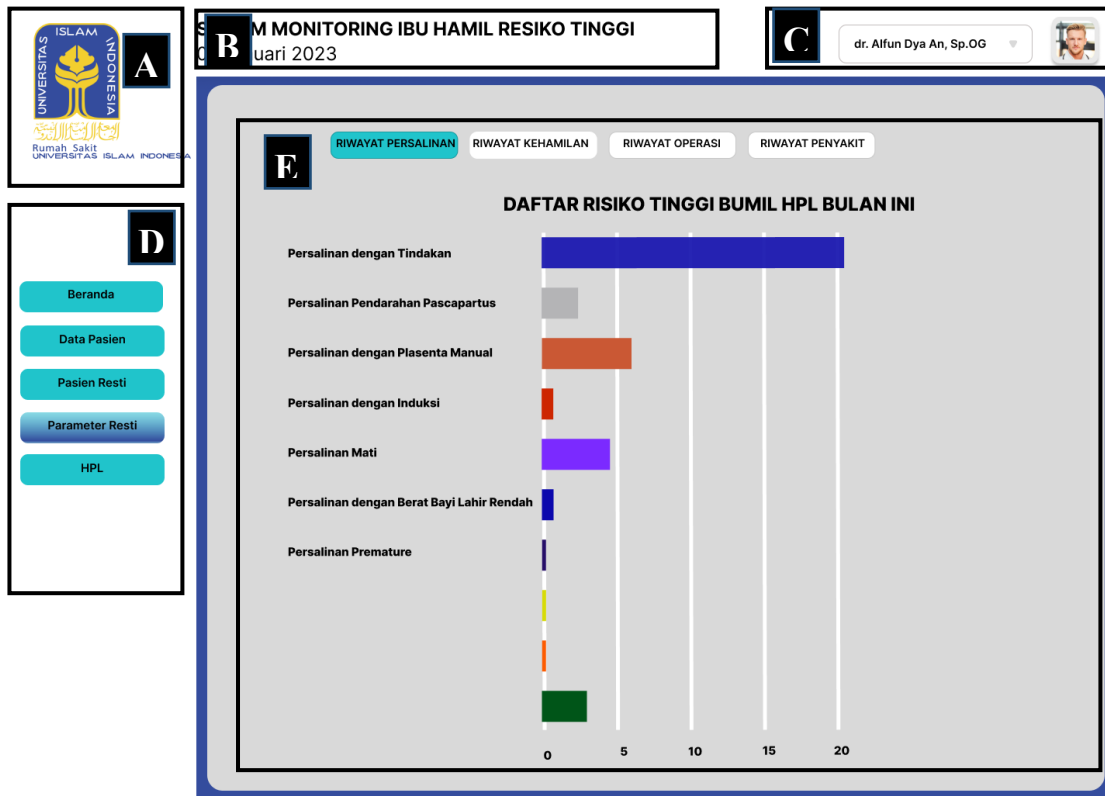 ISLAM
UNIVERSITAS
INDONESIA
Rumah Sakit
UNIVERSITAS ISLAM INDONESIA
A
S M MONITORING IBU HAMIL RESIKO TINGGI
B
0 uari 2023
C
dr. Alfun Dya An, Sp.OG
D
Beranda
Data Pasien
Pasien Resti
Parameter Resti
HPL
E
RIWAYAT PERSALINAN
RIWAYAT KEHAMILAN
RIWAYAT OPERASI
RIWAYAT PENYAKIT
DAFTAR RISIKO TINGGI BUMIL HPL BULAN INI
Persalinan dengan Tindakan
Persalinan Pendarahan Pascapartus
Persalinan dengan Plasenta Manual
Persalinan dengan Induksi
Persalinan Mati
Persalinan dengan Berat Bayi Lahir Rendah
Persalinan Premature
0 5 10 15 20